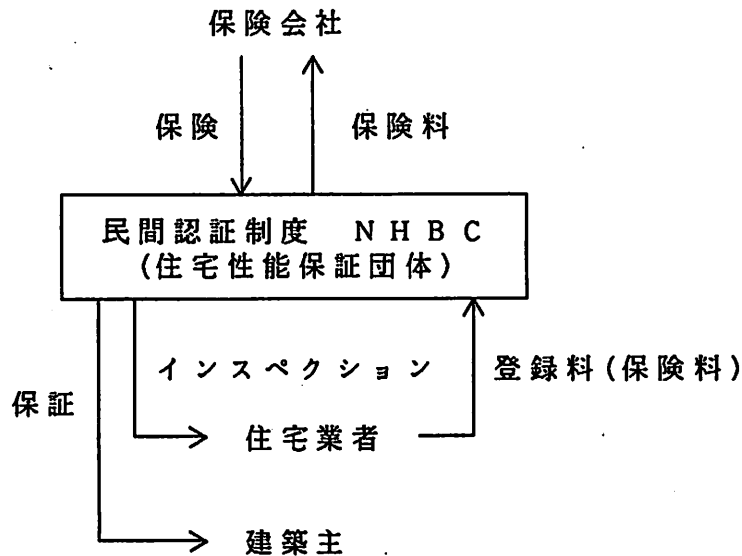 保険会社
保険 保険料
民間認証制度 NHBC
(住宅性能保証団体)
インスペクション 登録料(保険料)
保証
住宅業者
建築主